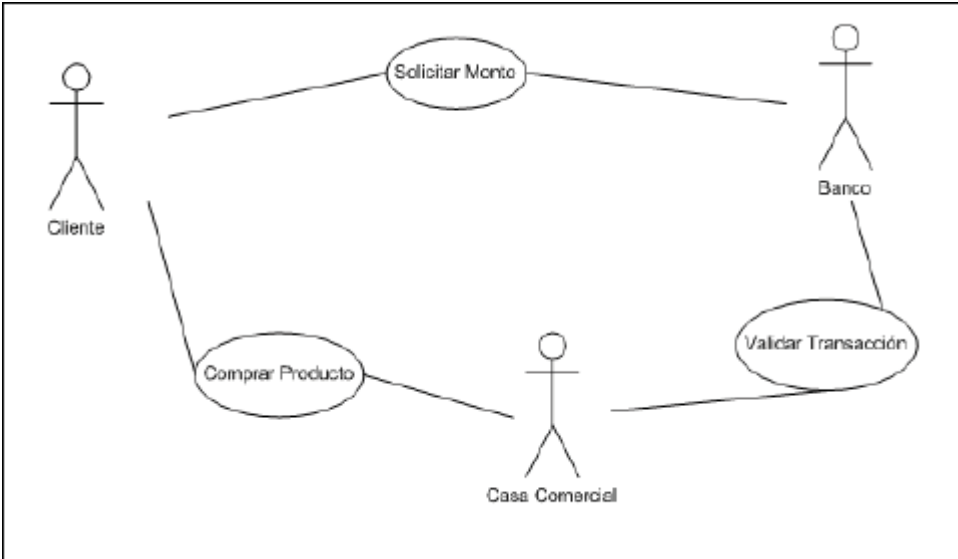 Solicitar Monto
Banco
Cliente
Validar Transacción
Comprar Producto
Casa Comercial